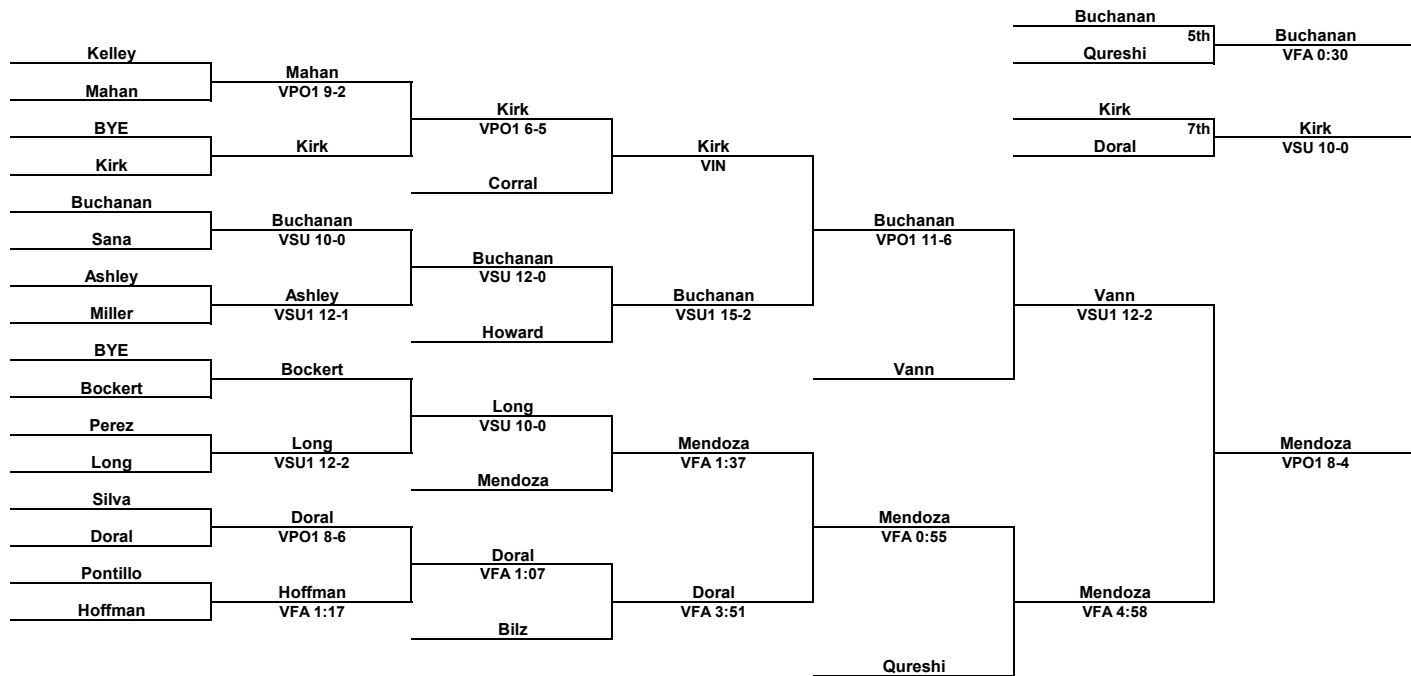 Buchanan
5th
Buchanan
Kelley
Qureshi
VFA 0:30
Mahan
Mahan
VPO1 9-2
Kirk
Kirk
BYE
VPO1 6-5
7th
Kirk
Kirk
Kirk
Kirk
Doral
VSU 10-0
VIN
Corral
Buchanan
Buchanan
Buchanan
Sana
VSU 10-0
VPO1 11-6
Buchanan
Ashley
VSU 12-0
Ashley
Buchanan
Vann
Miller
VSU1 12-1
VSU1 15-2
VSU1 12-2
Howard
BYE
Bockert
Vann
Bockert
Long
Perez
VSU 10-0
Long
Mendoza
Mendoza
Long
VSU1 12-2
VFA 1:37
VPO1 8-4
Mendoza
Silva
Doral
Mendoza
Doral
VPO1 8-6
VFA 0:55
Doral
Pontillo
VFA 1:07
Hoffman
Doral
Mendoza
Hoffman
VFA 1:17
VFA 3:51
VFA 4:58
Bilz
Qureshi